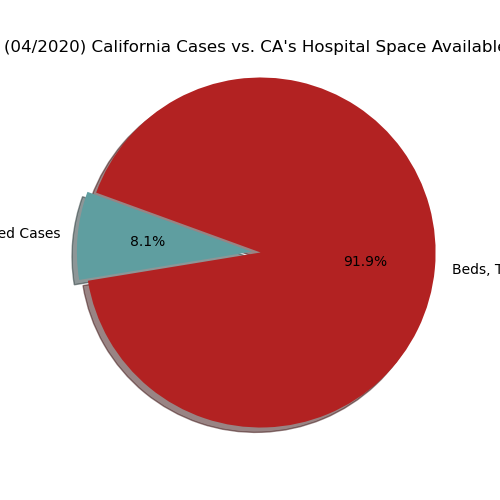 (04/2020) California Cases vs. CA's Hospital Space Available
ed Cases
8.1%
91.9%
Beds, T